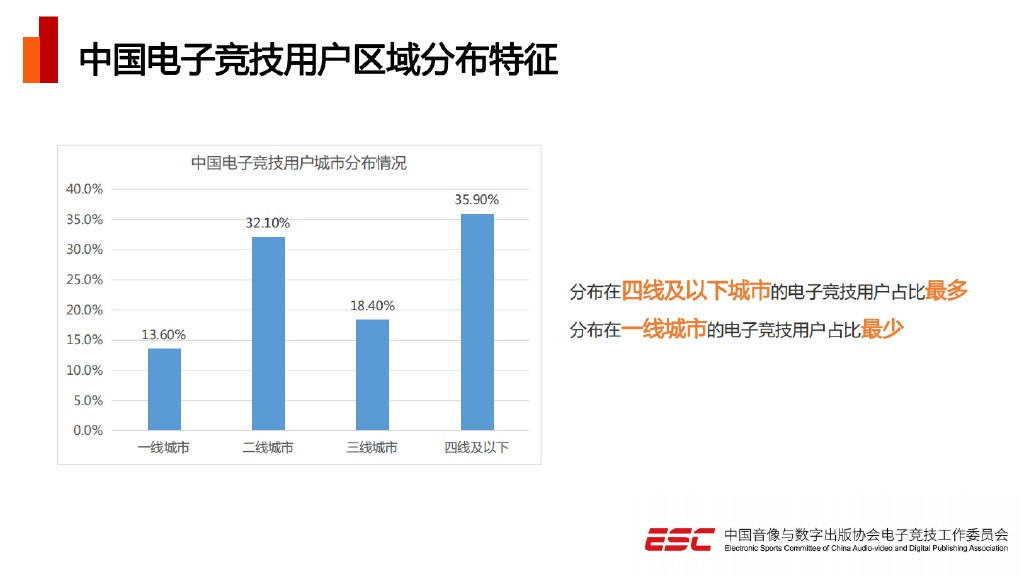 中国电子竞技用户区域分布特征
中国电子竞技用户城市分布情况
40.0%
35.0%
30.0%
25.0%
20.0%
15.0%
10.0%
5.0%
0.0%
13.60%
32.10%
18.40%
35.90%
一线城市
二线城市
三线城市
四线及以下
分布在四线及以下城市的电子竞技用户占比最多
分布在一线城市的电子竞技用户占比最少
ESC
中国音像与数字出版协会电子竞技工作委员会
Electronic Sports Committee of China Audio-video and Digital Publishing Association